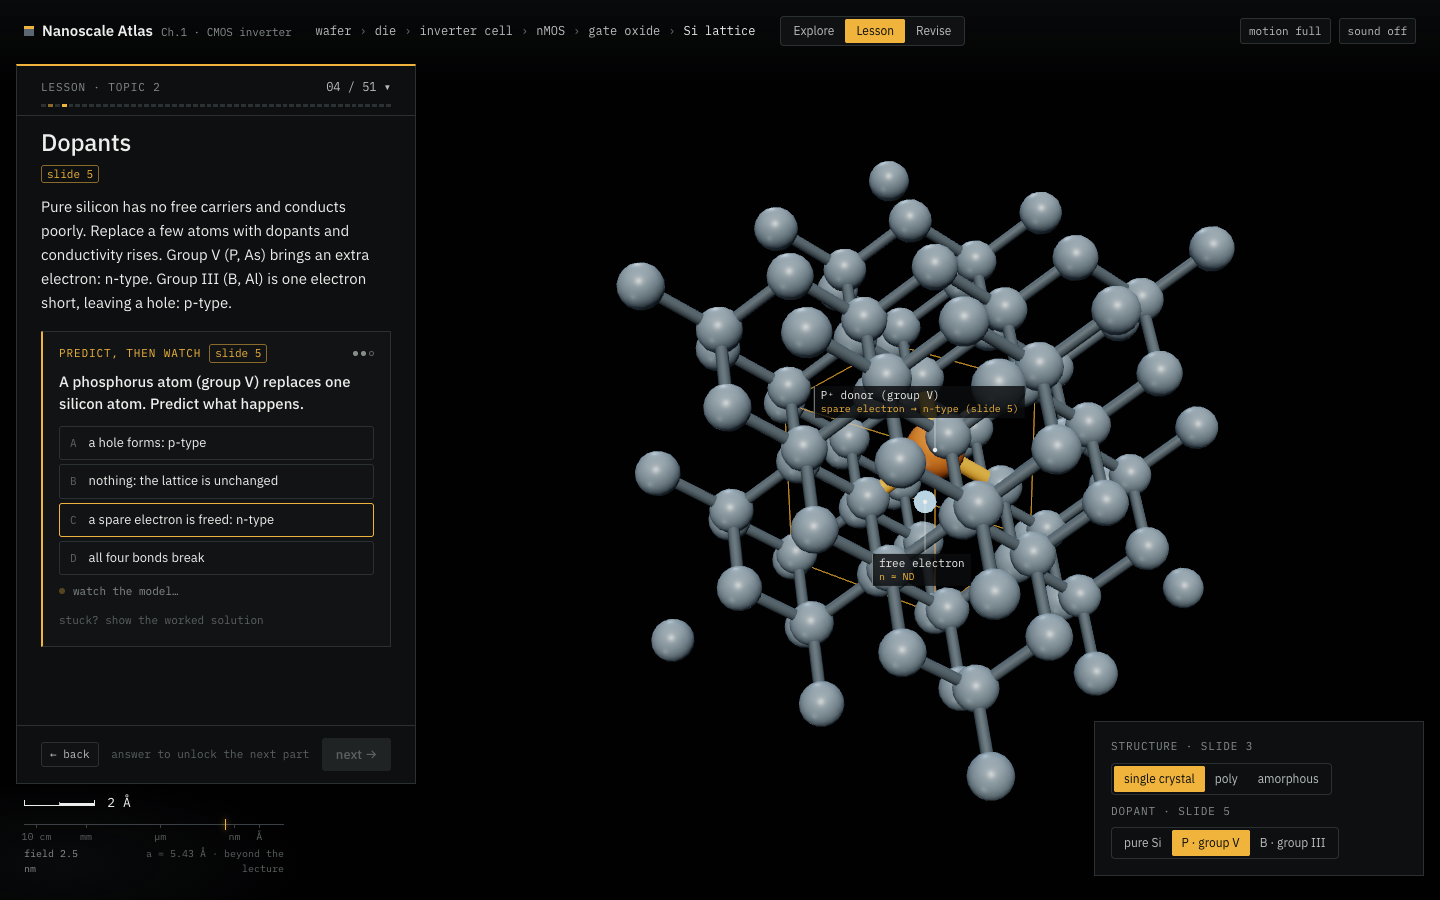 Nanoscale Atlas Ch.1 · CMOS inverter
wafer › die › inverter cell › nMOS › gate oxide › Si lattice
Explore Lesson Revise
motion full sound off
LESSON · TOPIC 2 04 / 51 ▾
Dopants
slide 5
Pure silicon has no free carriers and conducts
poorly. Replace a few atoms with dopants and
conductivity rises. Group V (P, As) brings an extra
electron: n-type. Group III (B, Al) is one electron
short, leaving a hole: p-type.
PREDICT, THEN WATCH slide 5
A phosphorus atom (group V) replaces one
silicon atom. Predict what happens.
A a hole forms: p-type
B nothing: the lattice is unchanged
C a spare electron is freed: n-type
D all four bonds break
watch the model…
stuck? show the worked solution
← back answer to unlock the next part next →
P⁺ donor (group V)
spare electron → n-type (slide 5)
free electron
n ≈ ND
2 Å
10 cm mm µm nm Å
field 2.5
nm
a = 5.43 Å · beyond the
lecture
STRUCTURE · SLIDE 3
single crystal poly amorphous
DOPANT · SLIDE 5
pure Si P · group V B · group III